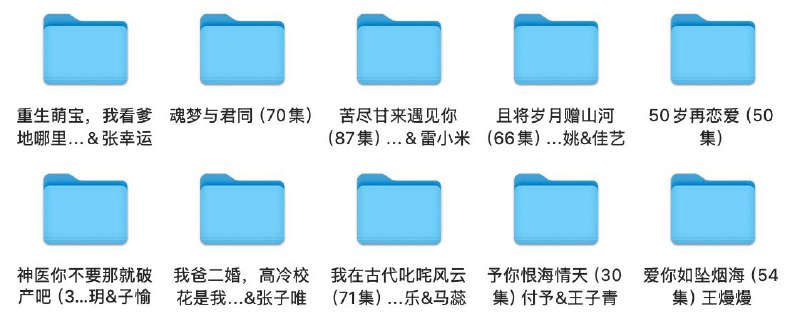 重生萌宝，我看爹
地哪里...＆张幸运
魂梦与君同（70集）
苦尽甘来遇见你
（87集）...＆雷小米
且将岁月赠山河
（66集）...姚&佳艺
50岁再恋爱（50
集）
神医你不要那就破
产吧（3...玥&子愉
我爸二婚，高冷校
花是我...&张子唯
我在古代叱咤风云
（71集）...乐&马蕊
予你恨海情天（30
集）付予&王子青
爱你如坠烟海（54
集）王熳熳